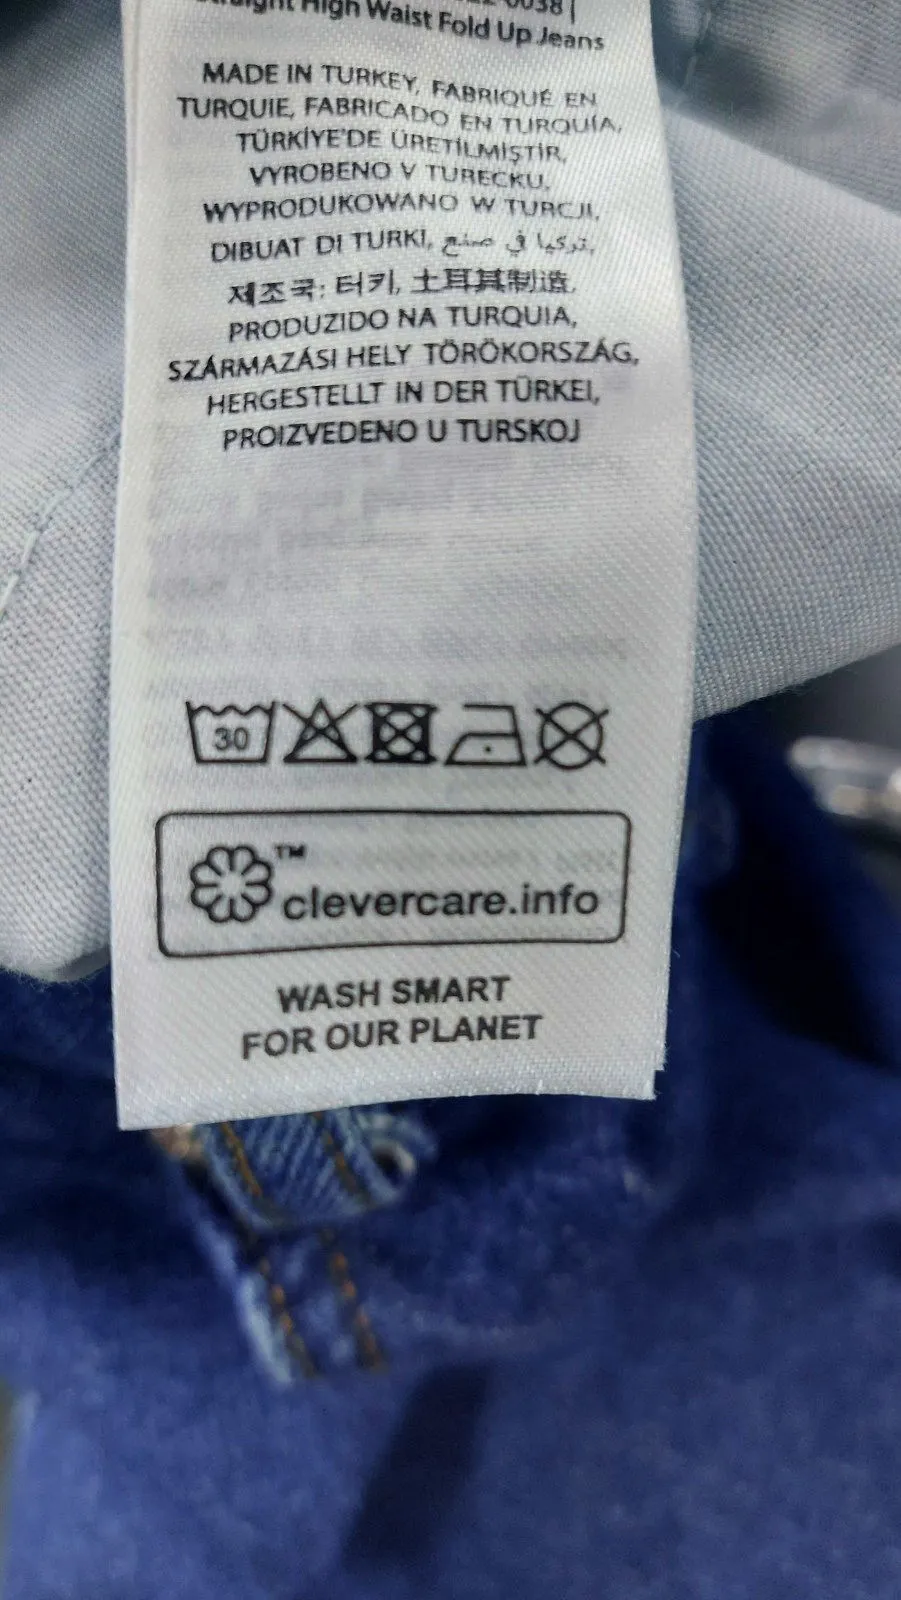 0038 |
Straight High Waist Fold Up Jeans
MADE IN TURKEY, FABRIQUÉ EN
TURQUIE, FABRICADO EN TURQUÍA,
TÜRKİYE'DE ÜRETİLMİŞTİR,
VYROBENO V TURECKU,
WYPRODUKOWANO W TURCJI,
DIBUAT DI TURKI, تركيا في صنع,
제조국: 터키, 土耳其制造,
PRODUZIDO NA TURQUIA,
SZÁRMAZÁSI HELY TÖRÖKORSZÁG,
HERGESTELLT IN DER TÜRKEI,
PROIZVEDENO U TURSKOJ
30
™
clevercare.info
WASH SMART
FOR OUR PLANET